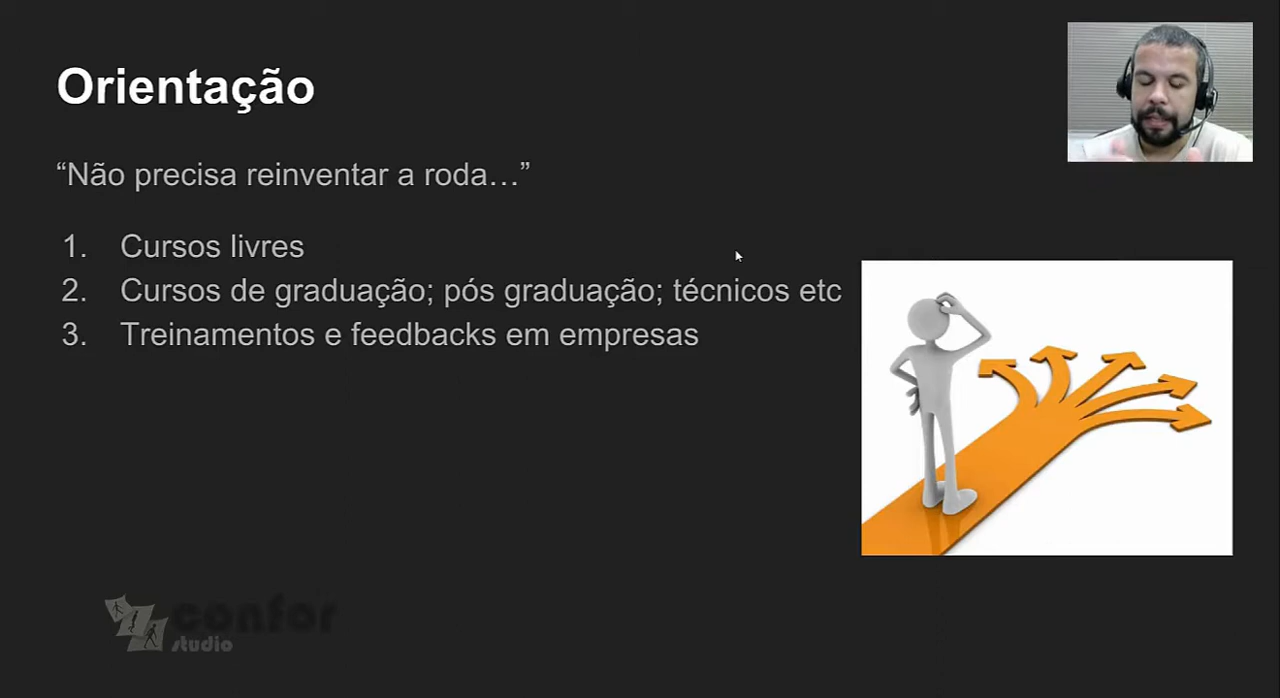 Orientação
“Não precisa reinventar a roda…”
1. Cursos livres
2. Cursos de graduação; pós graduação; técnicos etc
3. Treinamentos e feedbacks em empresas
confor
studio